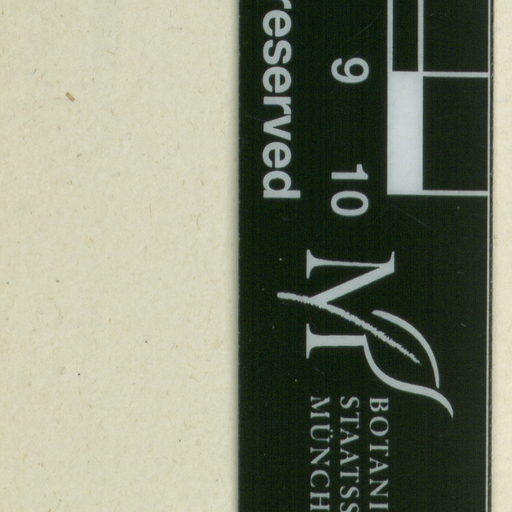 9 10
reserved
M
BOTANI
STAATSS
MÜNCH